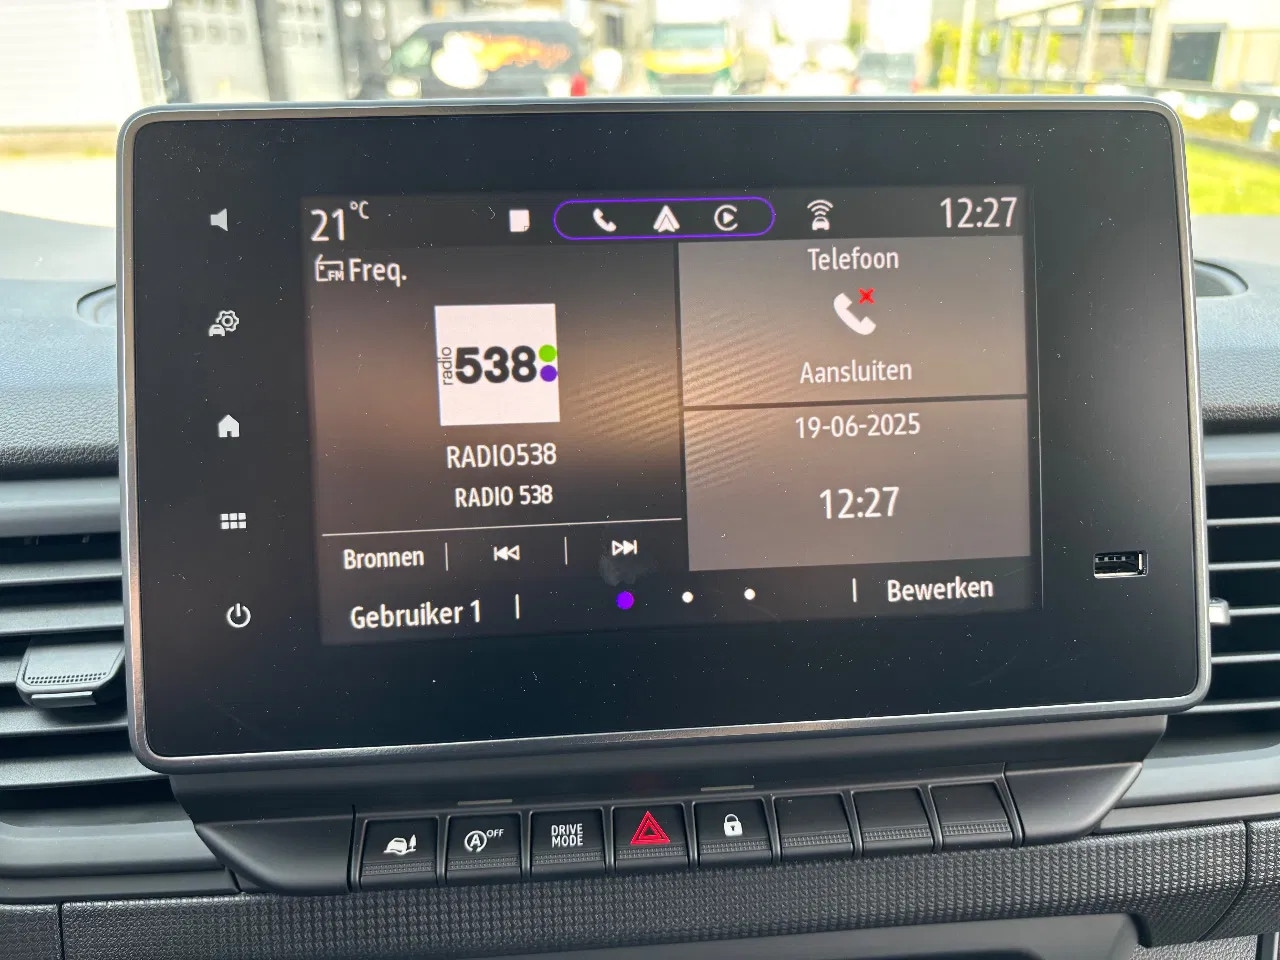 21°C
12:27
FM Freq.
radio
538
RADIO538
RADIO 538
Telefoon
Aansluiten
19-06-2025
12:27
Bronnen
Gebruiker 1
Bewerken
A OFF
DRIVE
MODE